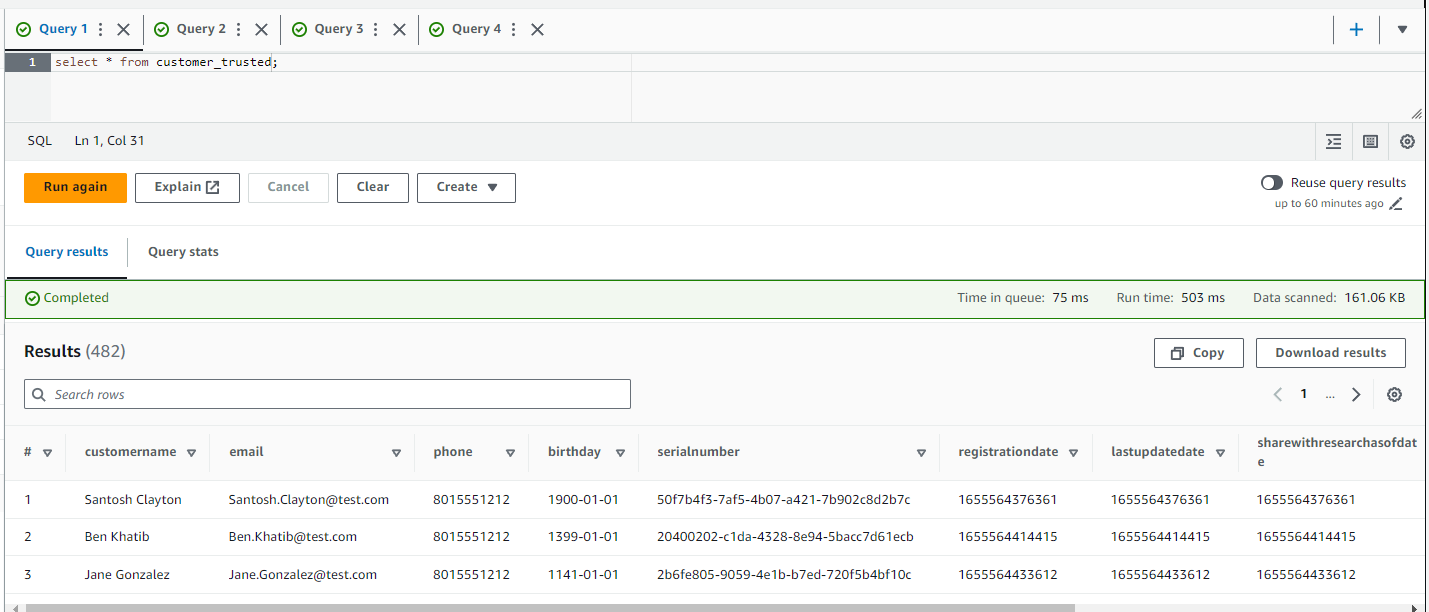 Query 1 Query 2 Query 3 Query 4
1 select * from customer_trusted;
SQL Ln 1, Col 31
Run again Explain Cancel Clear Create Reuse query results
up to 60 minutes ago
Query results Query stats
Completed Time in queue: 75 ms Run time: 503 ms Data scanned: 161.06 KB
Results (482) Copy Download results
Search rows 1 ...
# customername email phone birthday serialnumber registrationdate lastupdatedate sharewithresearchasofdat
e
1 Santosh Clayton Santosh.Clayton@test.com 8015551212 1900-01-01 50f7b4f3-7af5-4b07-a421-7b902c8d2b7c 1655564376361 1655564376361 1655564376361
2 Ben Khatib Ben.Khatib@test.com 8015551212 1399-01-01 20400202-c1da-4328-8e94-5bacc7d61ecb 1655564414415 1655564414415 1655564414415
3 Jane Gonzalez Jane.Gonzalez@test.com 8015551212 1141-01-01 2b6fe805-9059-4e1b-b7ed-720f5b4bf10c 1655564433612 1655564433612 1655564433612